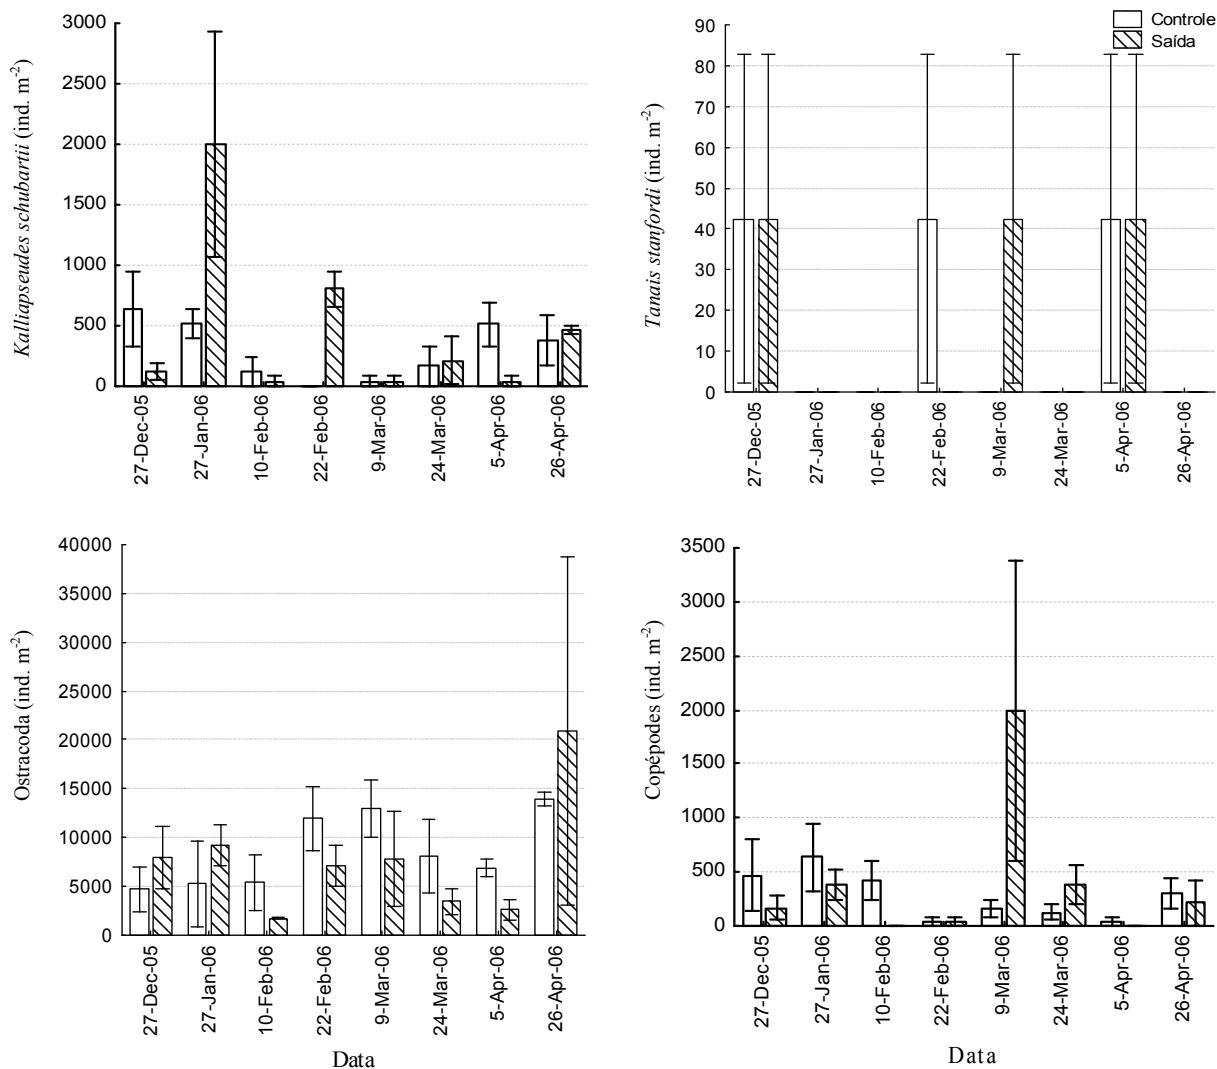 Kalliapseudes schubartii (ind. m-2)
3000
2500
2000
1500
1000
500
0
27-Dec-05
27-Jan-06
10-Feb-06
22-Feb-06
9-Mar-06
24-Mar-06
5-Apr-06
26-Apr-06
Controle
Saída
Tanais stanfordi (ind. m-2)
90
80
70
60
50
40
30
20
10
0
27-Dec-05
27-Jan-06
10-Feb-06
22-Feb-06
9-Mar-06
24-Mar-06
5-Apr-06
26-Apr-06
Ostracoda (ind. m-2)
40000
35000
30000
25000
20000
15000
10000
5000
0
27-Dec-05
27-Jan-06
10-Feb-06
22-Feb-06
9-Mar-06
24-Mar-06
5-Apr-06
26-Apr-06
Data
Copépodes (ind. m-2)
3500
3000
2500
2000
1500
1000
500
0
27-Dec-05
27-Jan-06
10-Feb-06
22-Feb-06
9-Mar-06
24-Mar-06
5-Apr-06
26-Apr-06
Data